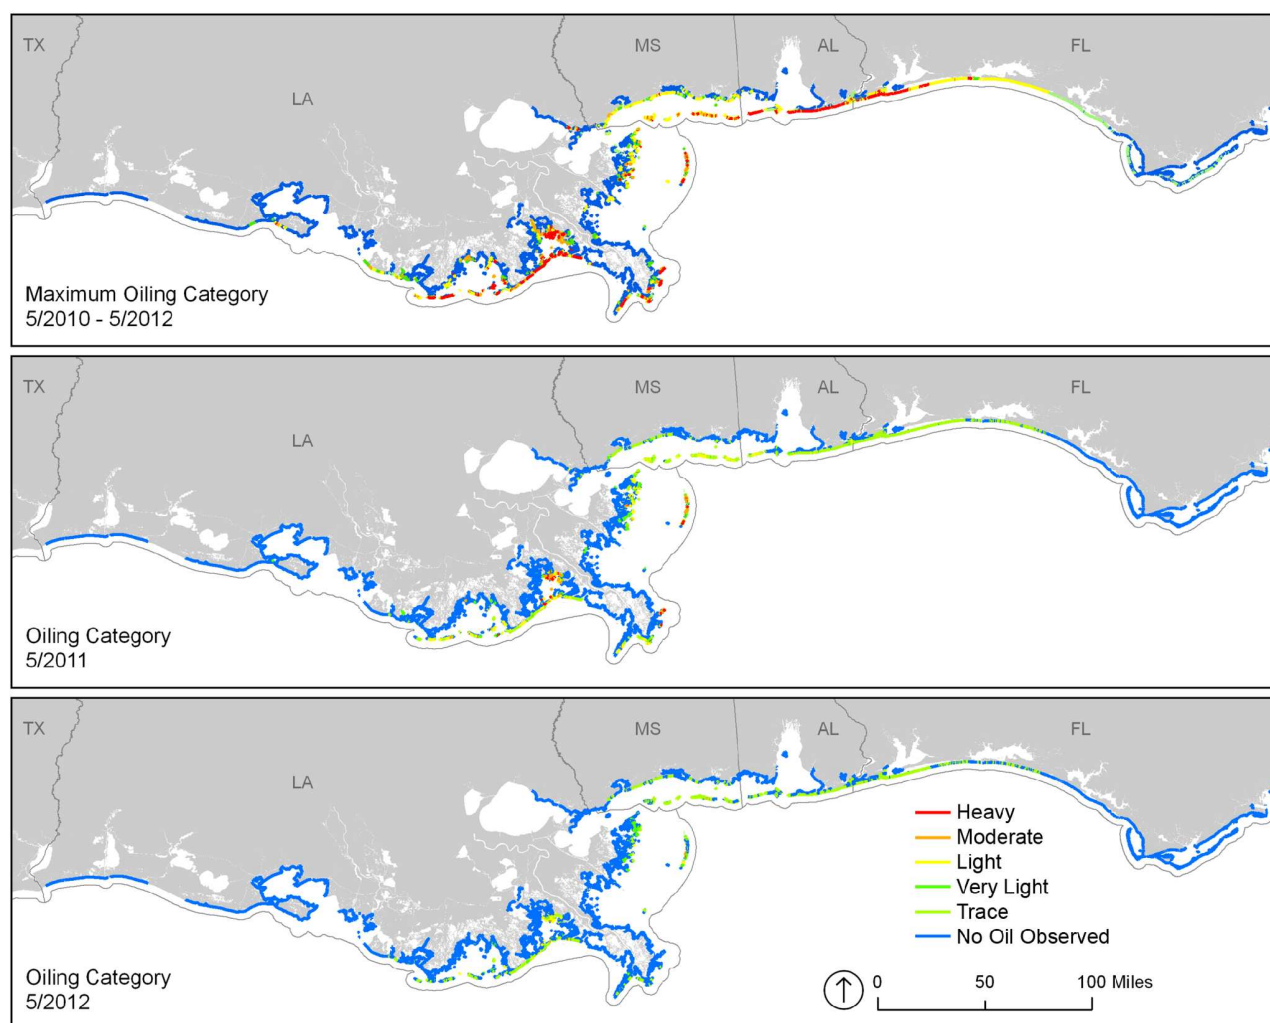 TX
LA
MS
AL
FL
Maximum Oiling Category
5/2010 - 5/2012
TX
LA
MS
AL
FL
Oiling Category
5/2011
TX
LA
MS
AL
FL
Heavy
Moderate
Light
Very Light
Trace
No Oil Observed
Oiling Category
5/2012
0 50 100 Miles